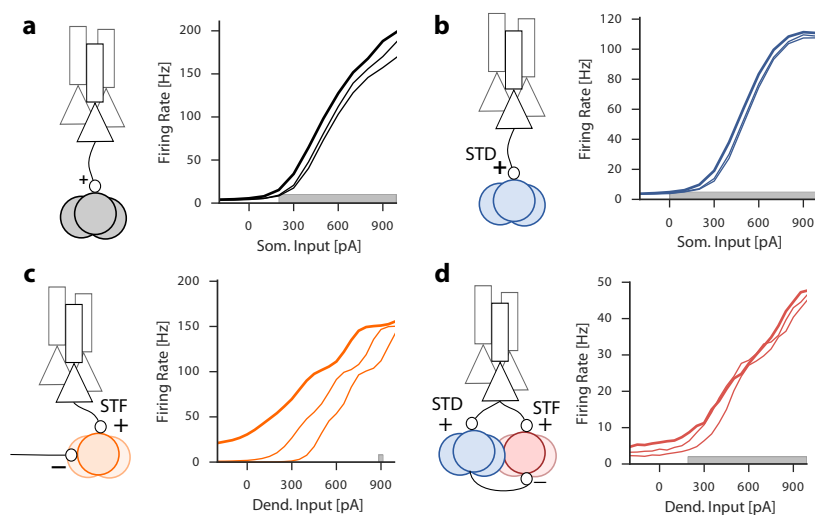 a
+
Firing Rate [Hz]
200
150
100
50
0
0 300 600 900
Som. Input [pA]
b
STD
+
Firing Rate [Hz]
120
100
80
60
40
20
0
0 300 600 900
Som. Input [pA]
c
STF
+
−
Firing Rate [Hz]
200
150
100
50
0
0 300 600 900
Dend. Input [pA]
d
STD STF
+ +
−
Firing Rate [Hz]
50
40
30
20
10
0
0 300 600 900
Dend. Input [pA]